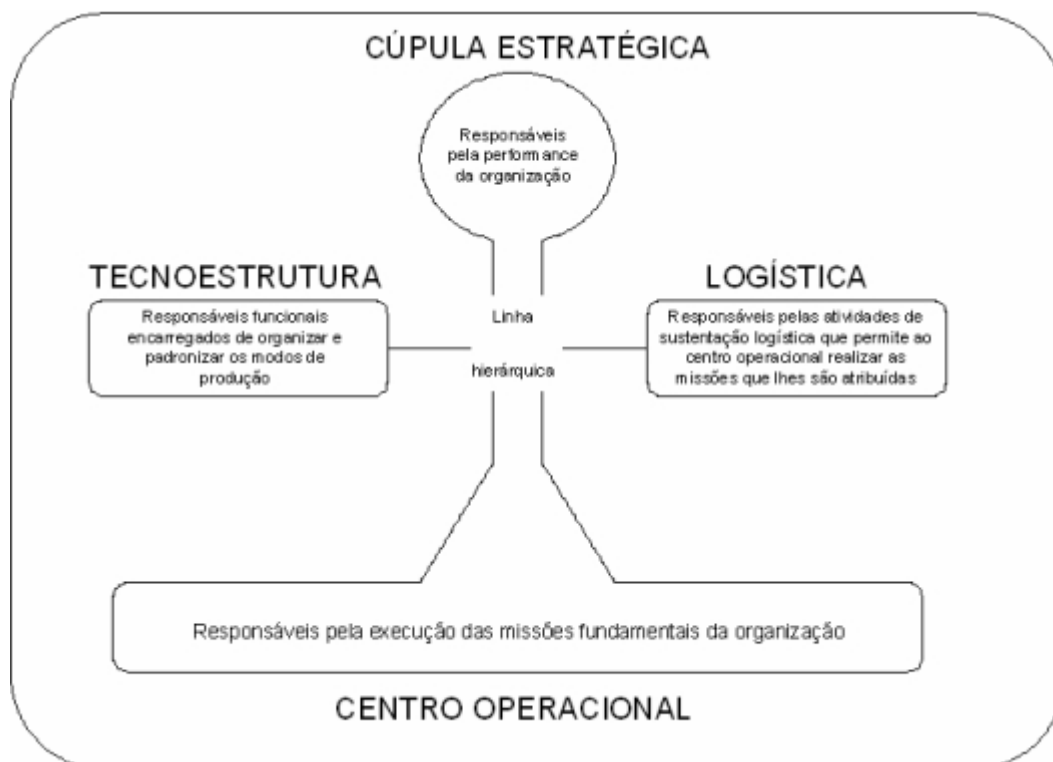 CÚPULA ESTRATÉGICA
Responsáveis
pela performance
da organização
TECNOESTRUTURA
Responsáveis funcionais
encarregados de organizar e
padronizar os modos de
produção
Linha
hierárquica
LOGÍSTICA
Responsáveis pelas atividades de
sustentação logística que permite ao
centro operacional realizar as
missões que lhes são atribuídas
Responsáveis pela execução das missões fundamentais da organização
CENTRO OPERACIONAL